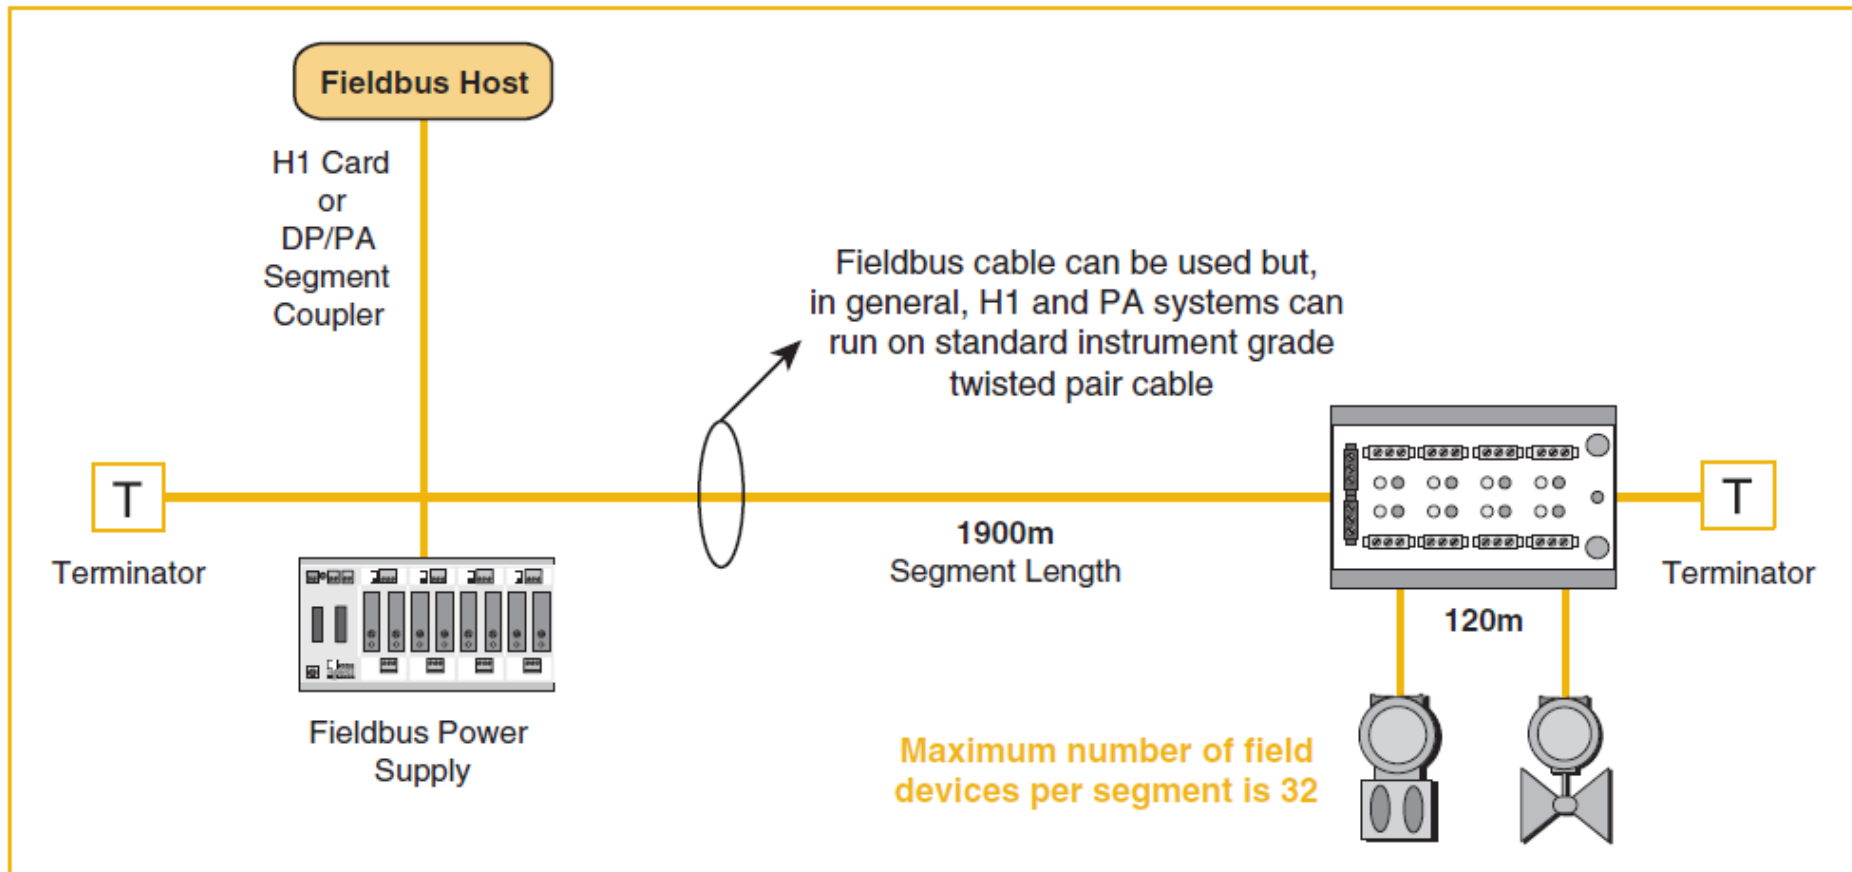 Fieldbus Host
H1 Card
or
DP/PA
Segment
Coupler
Fieldbus cable can be used but,
in general, H1 and PA systems can
run on standard instrument grade
twisted pair cable
T
Terminator
1900m
Segment Length
T
Terminator
120m
Fieldbus Power
Supply
Maximum number of field
devices per segment is 32